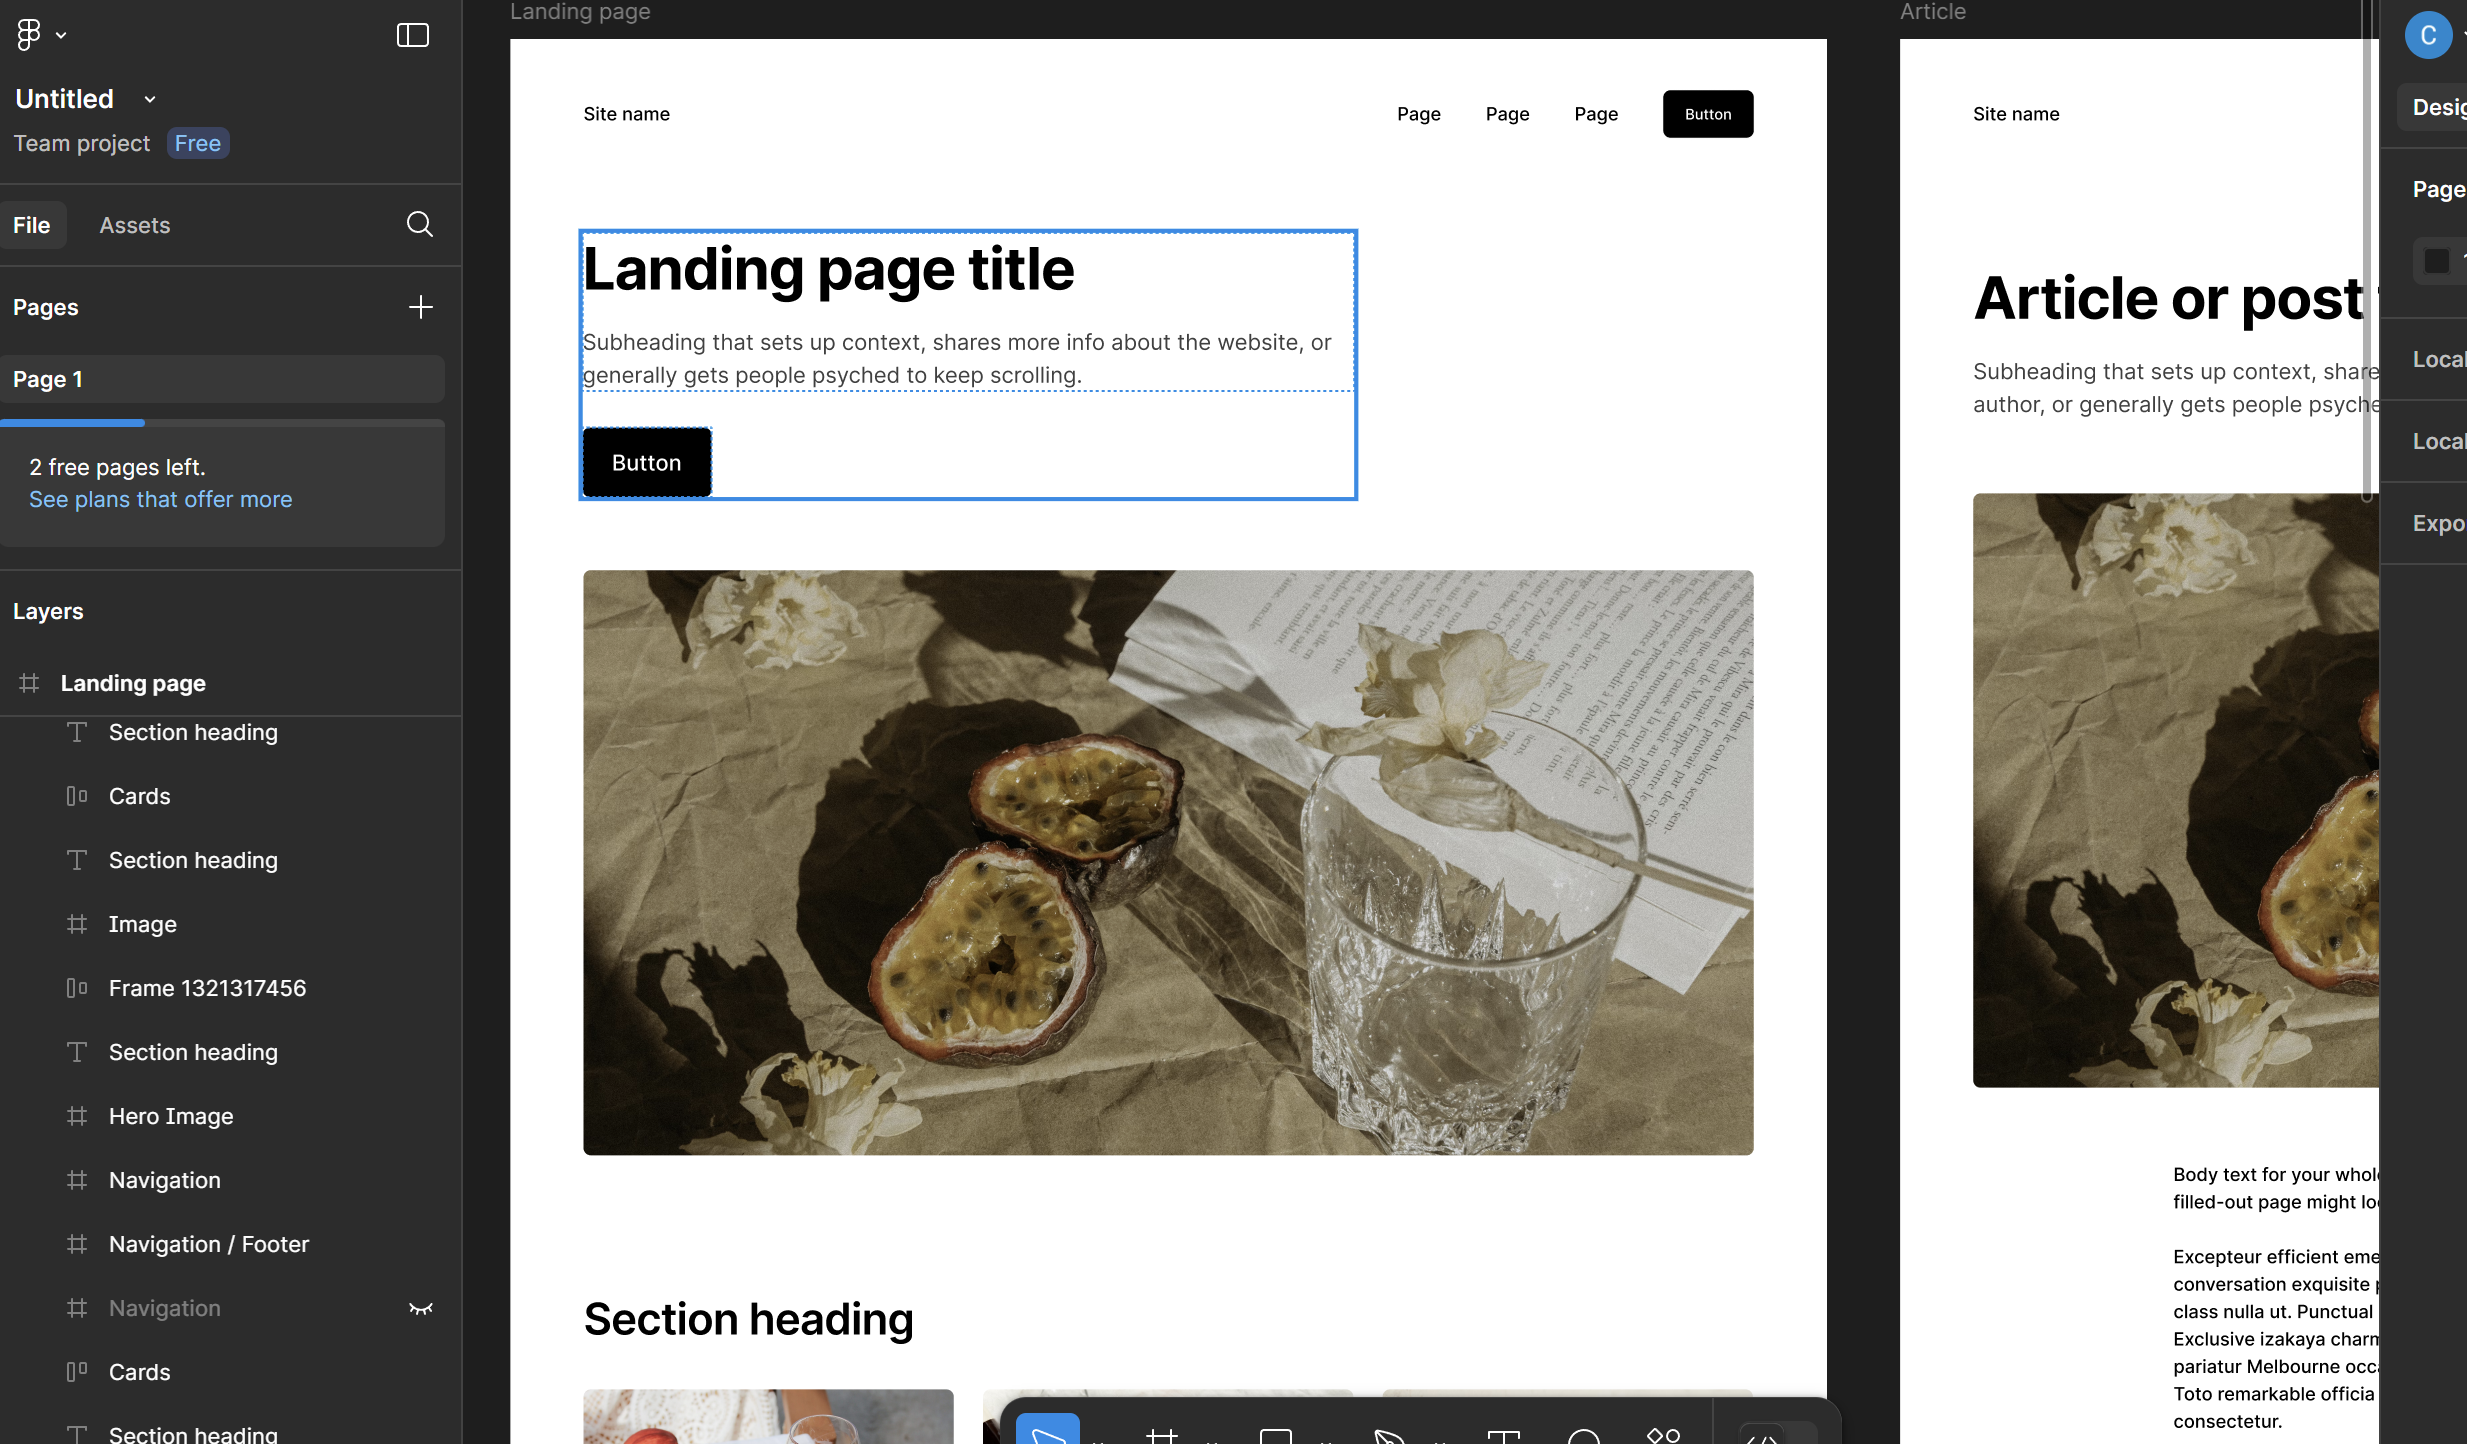 Untitled
Team project Free
File Assets
Pages
Page 1
2 free pages left.
See plans that offer more
Layers
Landing page
Section heading
Cards
Section heading
Image
Frame 1321317456
Section heading
Hero Image
Navigation
Navigation / Footer
Navigation
Cards
Section heading
Landing page
Site name Page Page Page Button
Landing page title
Subheading that sets up context, shares more info about the website, or
generally gets people psyched to keep scrolling.
Button
Section heading
Article
Site name
Article or post
Subheading that sets up context, share
author, or generally gets people psyche
Body text for your whol
filled-out page might lo
Excepteur efficient eme
conversation exquisite
class nulla ut. Punctual
Exclusive izakaya charm
pariatur Melbourne occ
Toto remarkable officia
consectetur.
C
Desig
Page
Local
Local
Expo